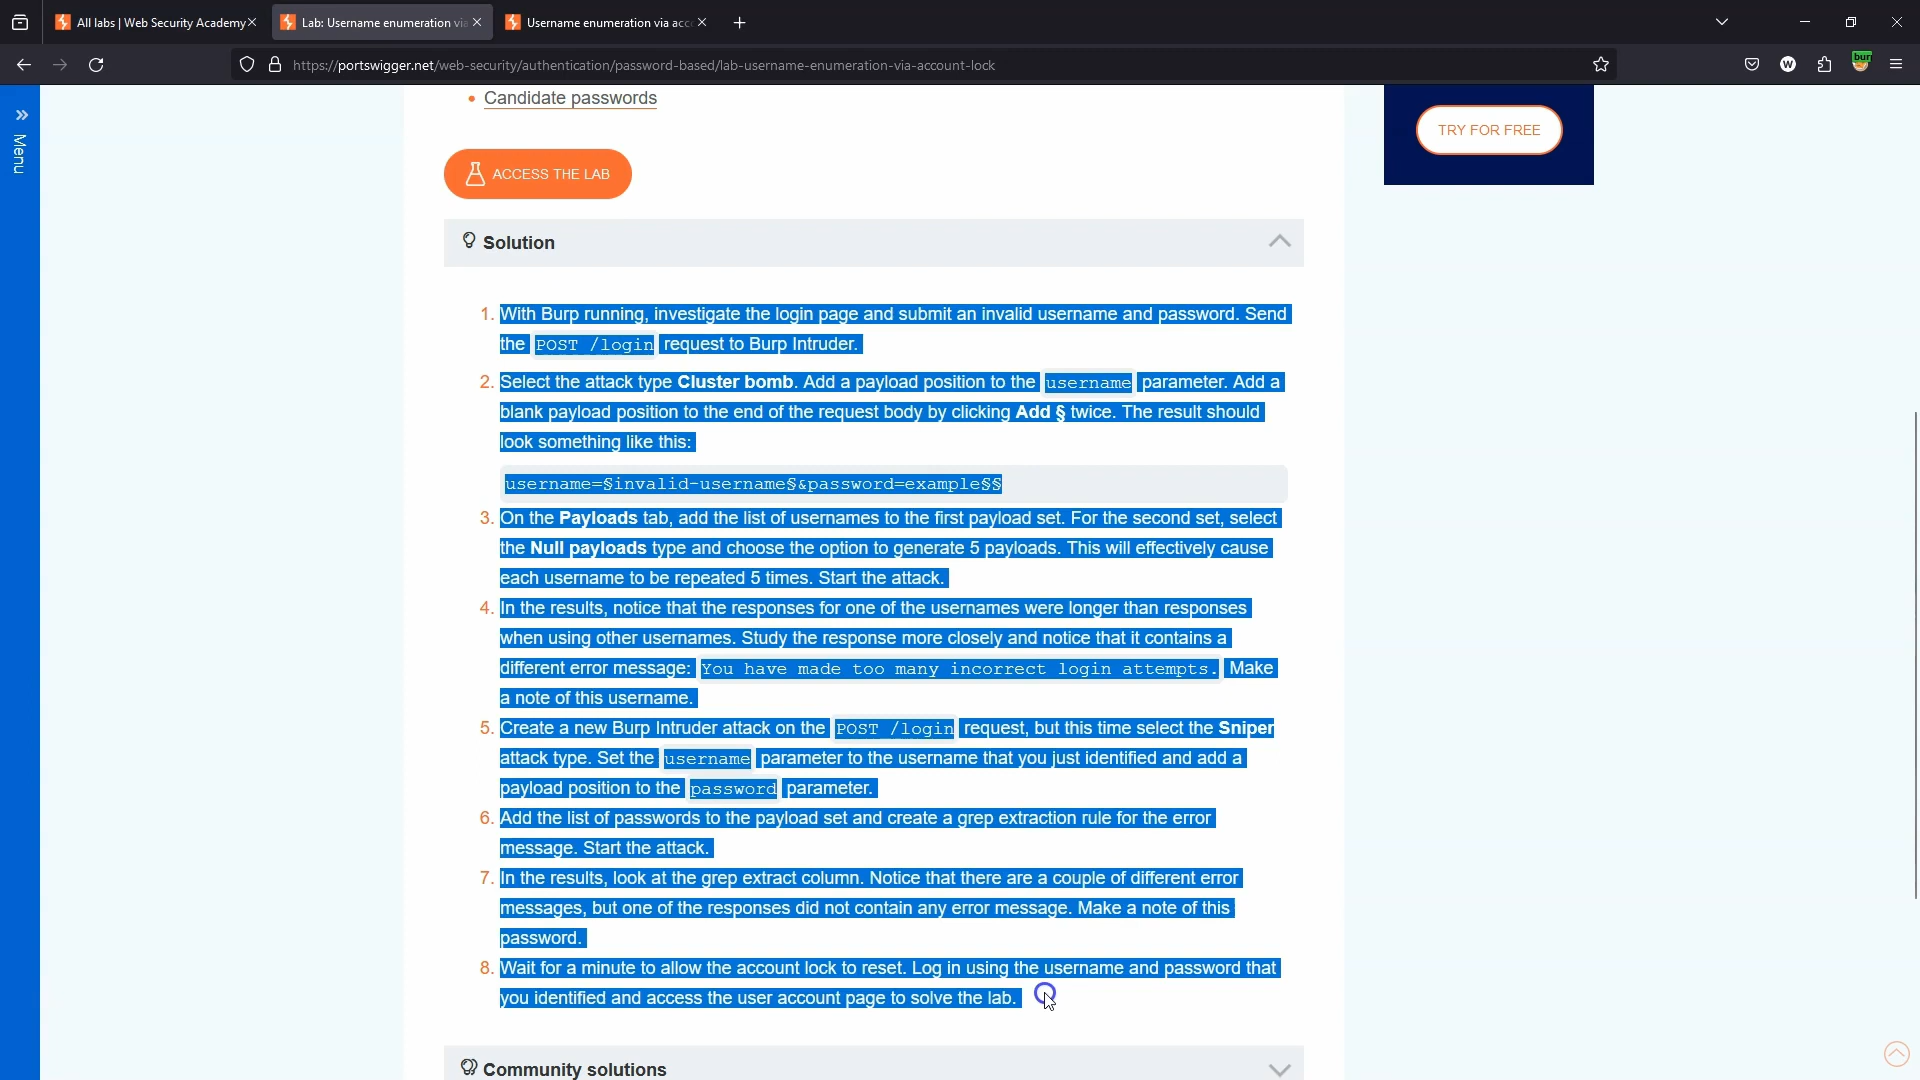 All labs | Web Security Academy
Lab: Username enumeration via
Username enumeration via acc
https://portswigger.net/web-security/authentication/password-based/lab-username-enumeration-via-account-lock
W
bur
Menu
Candidate passwords
TRY FOR FREE
ACCESS THE LAB
Solution
1. With Burp running, investigate the login page and submit an invalid username and password. Send
the POST /login request to Burp Intruder.
2. Select the attack type Cluster bomb. Add a payload position to the username parameter. Add a
blank payload position to the end of the request body by clicking Add § twice. The result should
look something like this:
username=§invalid-username§&password=example§§
3. On the Payloads tab, add the list of usernames to the first payload set. For the second set, select
the Null payloads type and choose the option to generate 5 payloads. This will effectively cause
each username to be repeated 5 times. Start the attack.
4. In the results, notice that the responses for one of the usernames were longer than responses
when using other usernames. Study the response more closely and notice that it contains a
different error message: You have made too many incorrect login attempts. Make
a note of this username.
5. Create a new Burp Intruder attack on the POST /login request, but this time select the Sniper
attack type. Set the username parameter to the username that you just identified and add a
payload position to the password parameter.
6. Add the list of passwords to the payload set and create a grep extraction rule for the error
message. Start the attack.
7. In the results, look at the grep extract column. Notice that there are a couple of different error
messages, but one of the responses did not contain any error message. Make a note of this
password.
8. Wait for a minute to allow the account lock to reset. Log in using the username and password that
you identified and access the user account page to solve the lab.
Community solutions